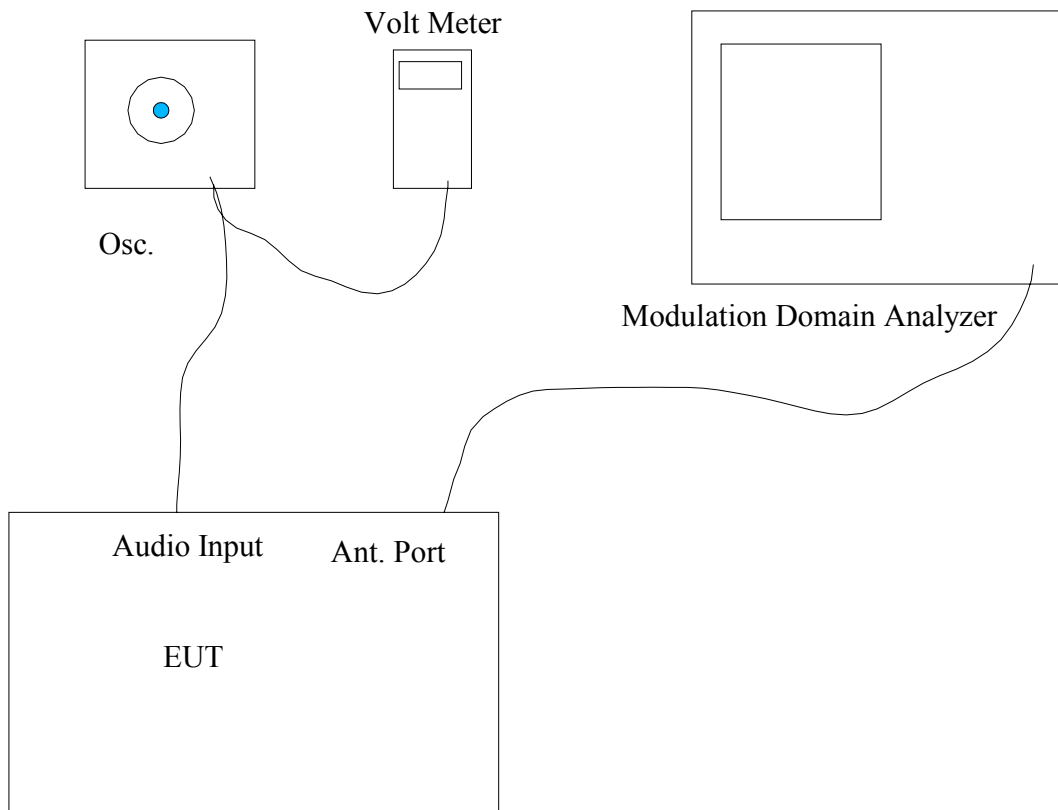 Volt Meter
Osc.
Modulation Domain Analyzer
Audio Input
Ant. Port
EUT